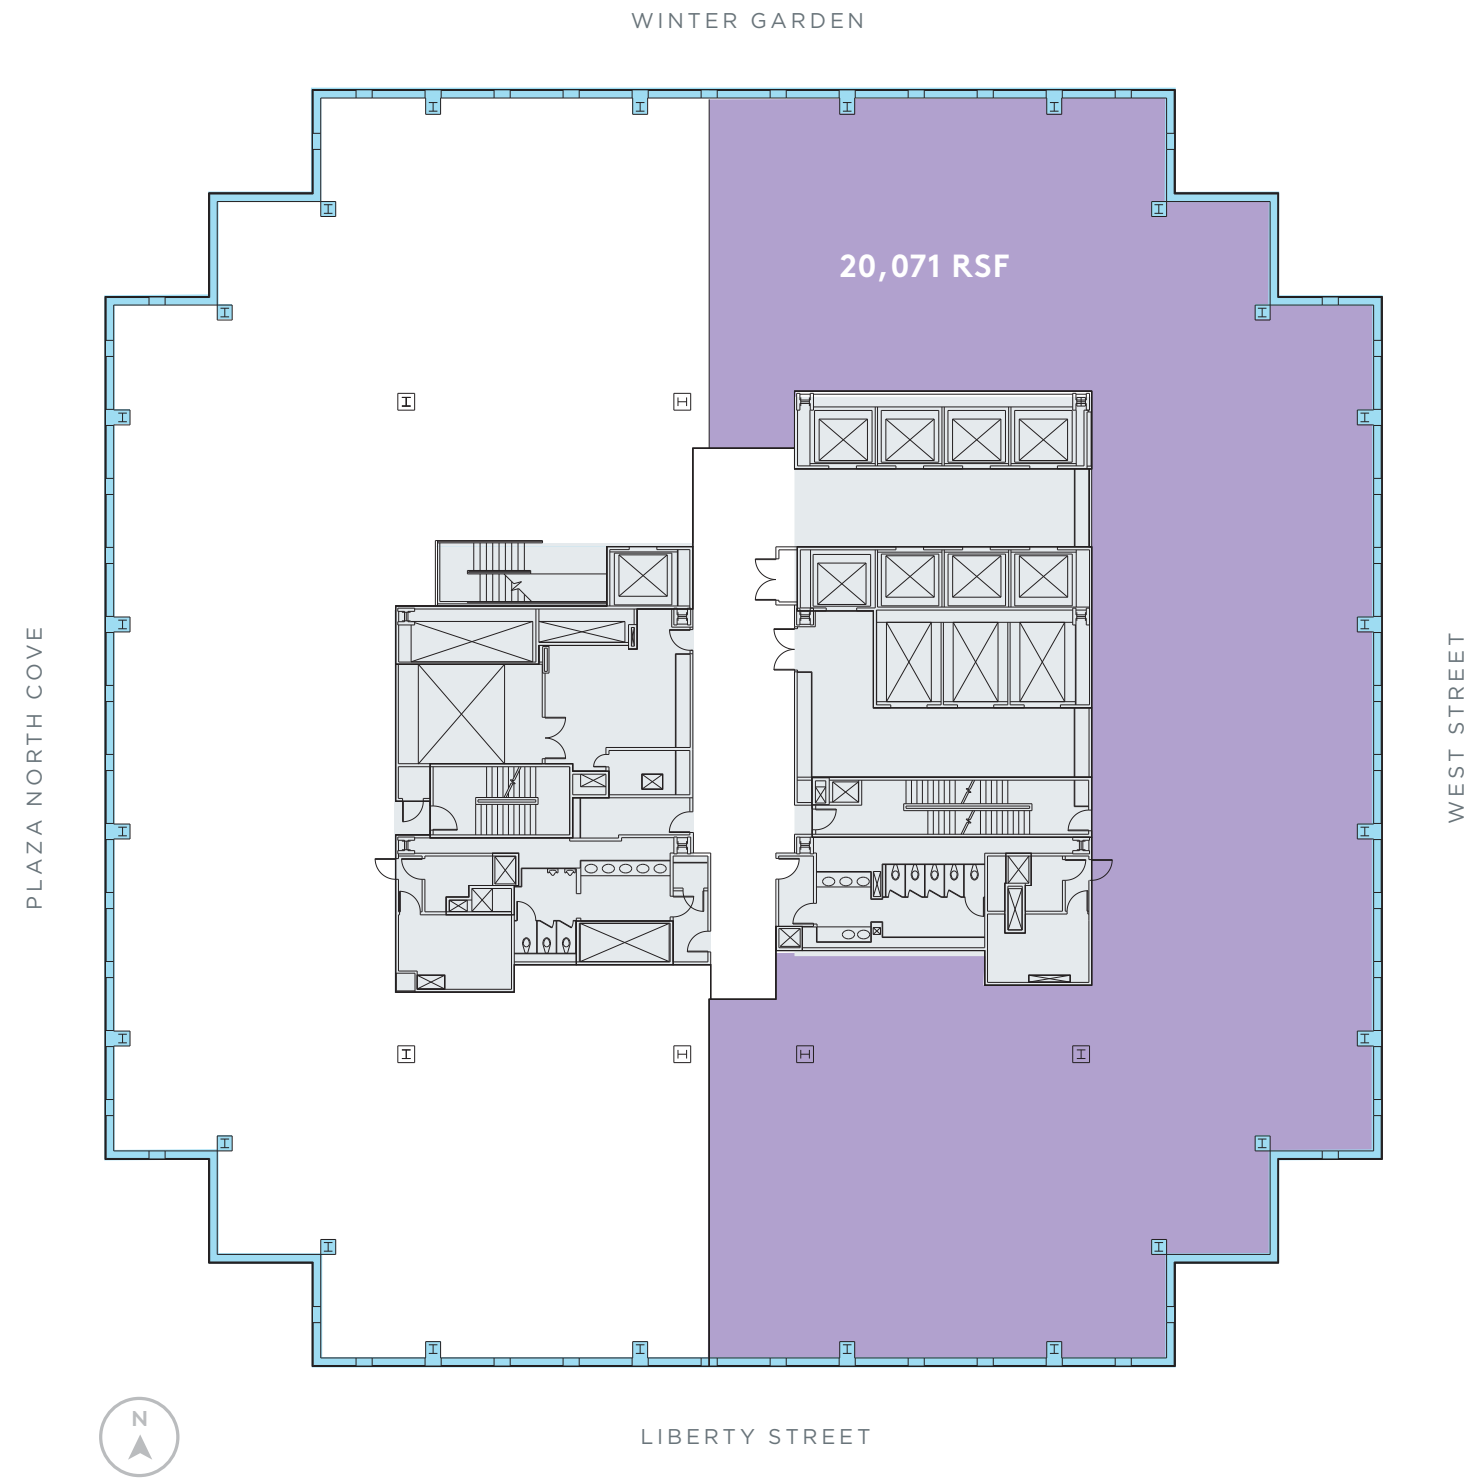 WINTER GARDEN
20,071 RSF
PLAZA NORTH COVE
WEST STREET
LIBERTY STREET
N